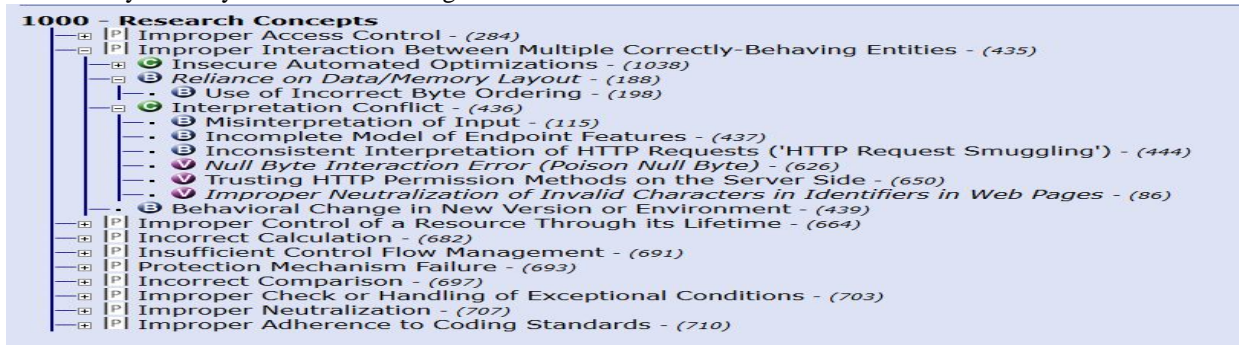 1000 - Research Concepts
P Improper Access Control - (284)
P Improper Interaction Between Multiple Correctly-Behaving Entities - (435)
C Insecure Automated Optimizations - (1038)
B Reliance on Data/Memory Layout - (188)
B Use of Incorrect Byte Ordering - (198)
C Interpretation Conflict - (436)
B Misinterpretation of Input - (115)
B Incomplete Model of Endpoint Features - (437)
B Inconsistent Interpretation of HTTP Requests ('HTTP Request Smuggling') - (444)
V Null Byte Interaction Error (Poison Null Byte) - (626)
V Trusting HTTP Permission Methods on the Server Side - (650)
V Improper Neutralization of Invalid Characters in Identifiers in Web Pages - (86)
B Behavioral Change in New Version or Environment - (439)
P Improper Control of a Resource Through its Lifetime - (664)
P Incorrect Calculation - (682)
P Insufficient Control Flow Management - (691)
P Protection Mechanism Failure - (693)
P Incorrect Comparison - (697)
P Improper Check or Handling of Exceptional Conditions - (703)
P Improper Neutralization - (707)
P Improper Adherence to Coding Standards - (710)